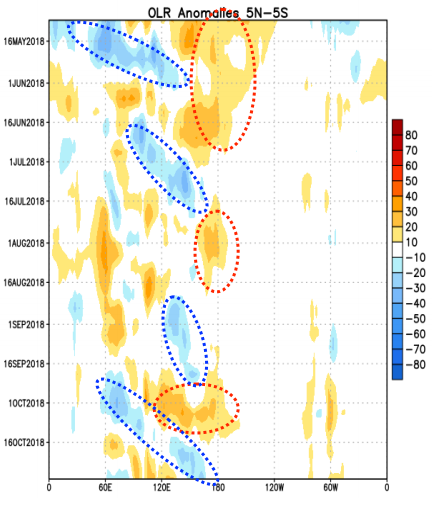 OLR Anomalies 5N-5S
16MAY2018
1JUN2018
16JUN2018
1JUL2018
16JUL2018
1AUG2018
16AUG2018
1SEP2018
16SEP2018
1OCT2018
16OCT2018
0 60E 120E 180 120W 60W 0
80
70
60
50
40
30
20
10
-10
-20
-30
-40
-50
-60
-70
-80